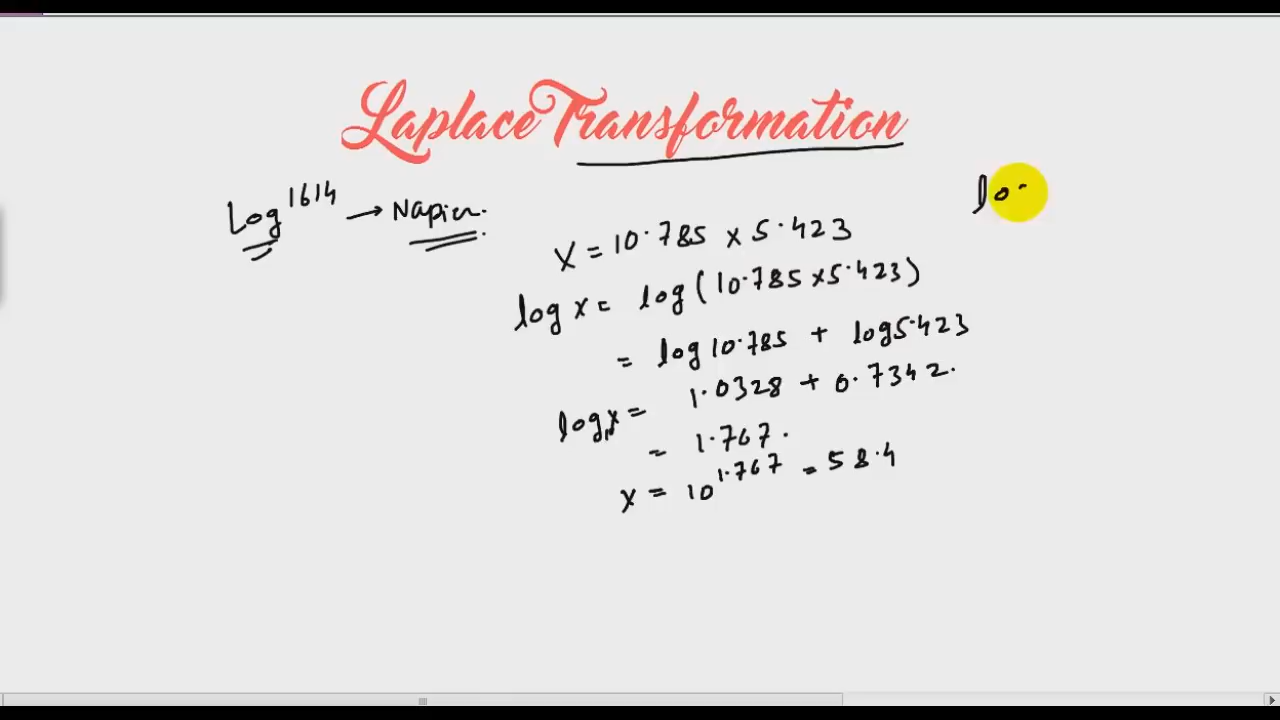 Laplace Transformation
Log 1614 → Napier.
lo
X = 10.785 x 5.423
log x = log (10.785 x 5.423)
= log 10.785 + log 5.423
log x = 1.0328 + 0.7342.
= 1.767.
x = 10^1.767 = 58.4